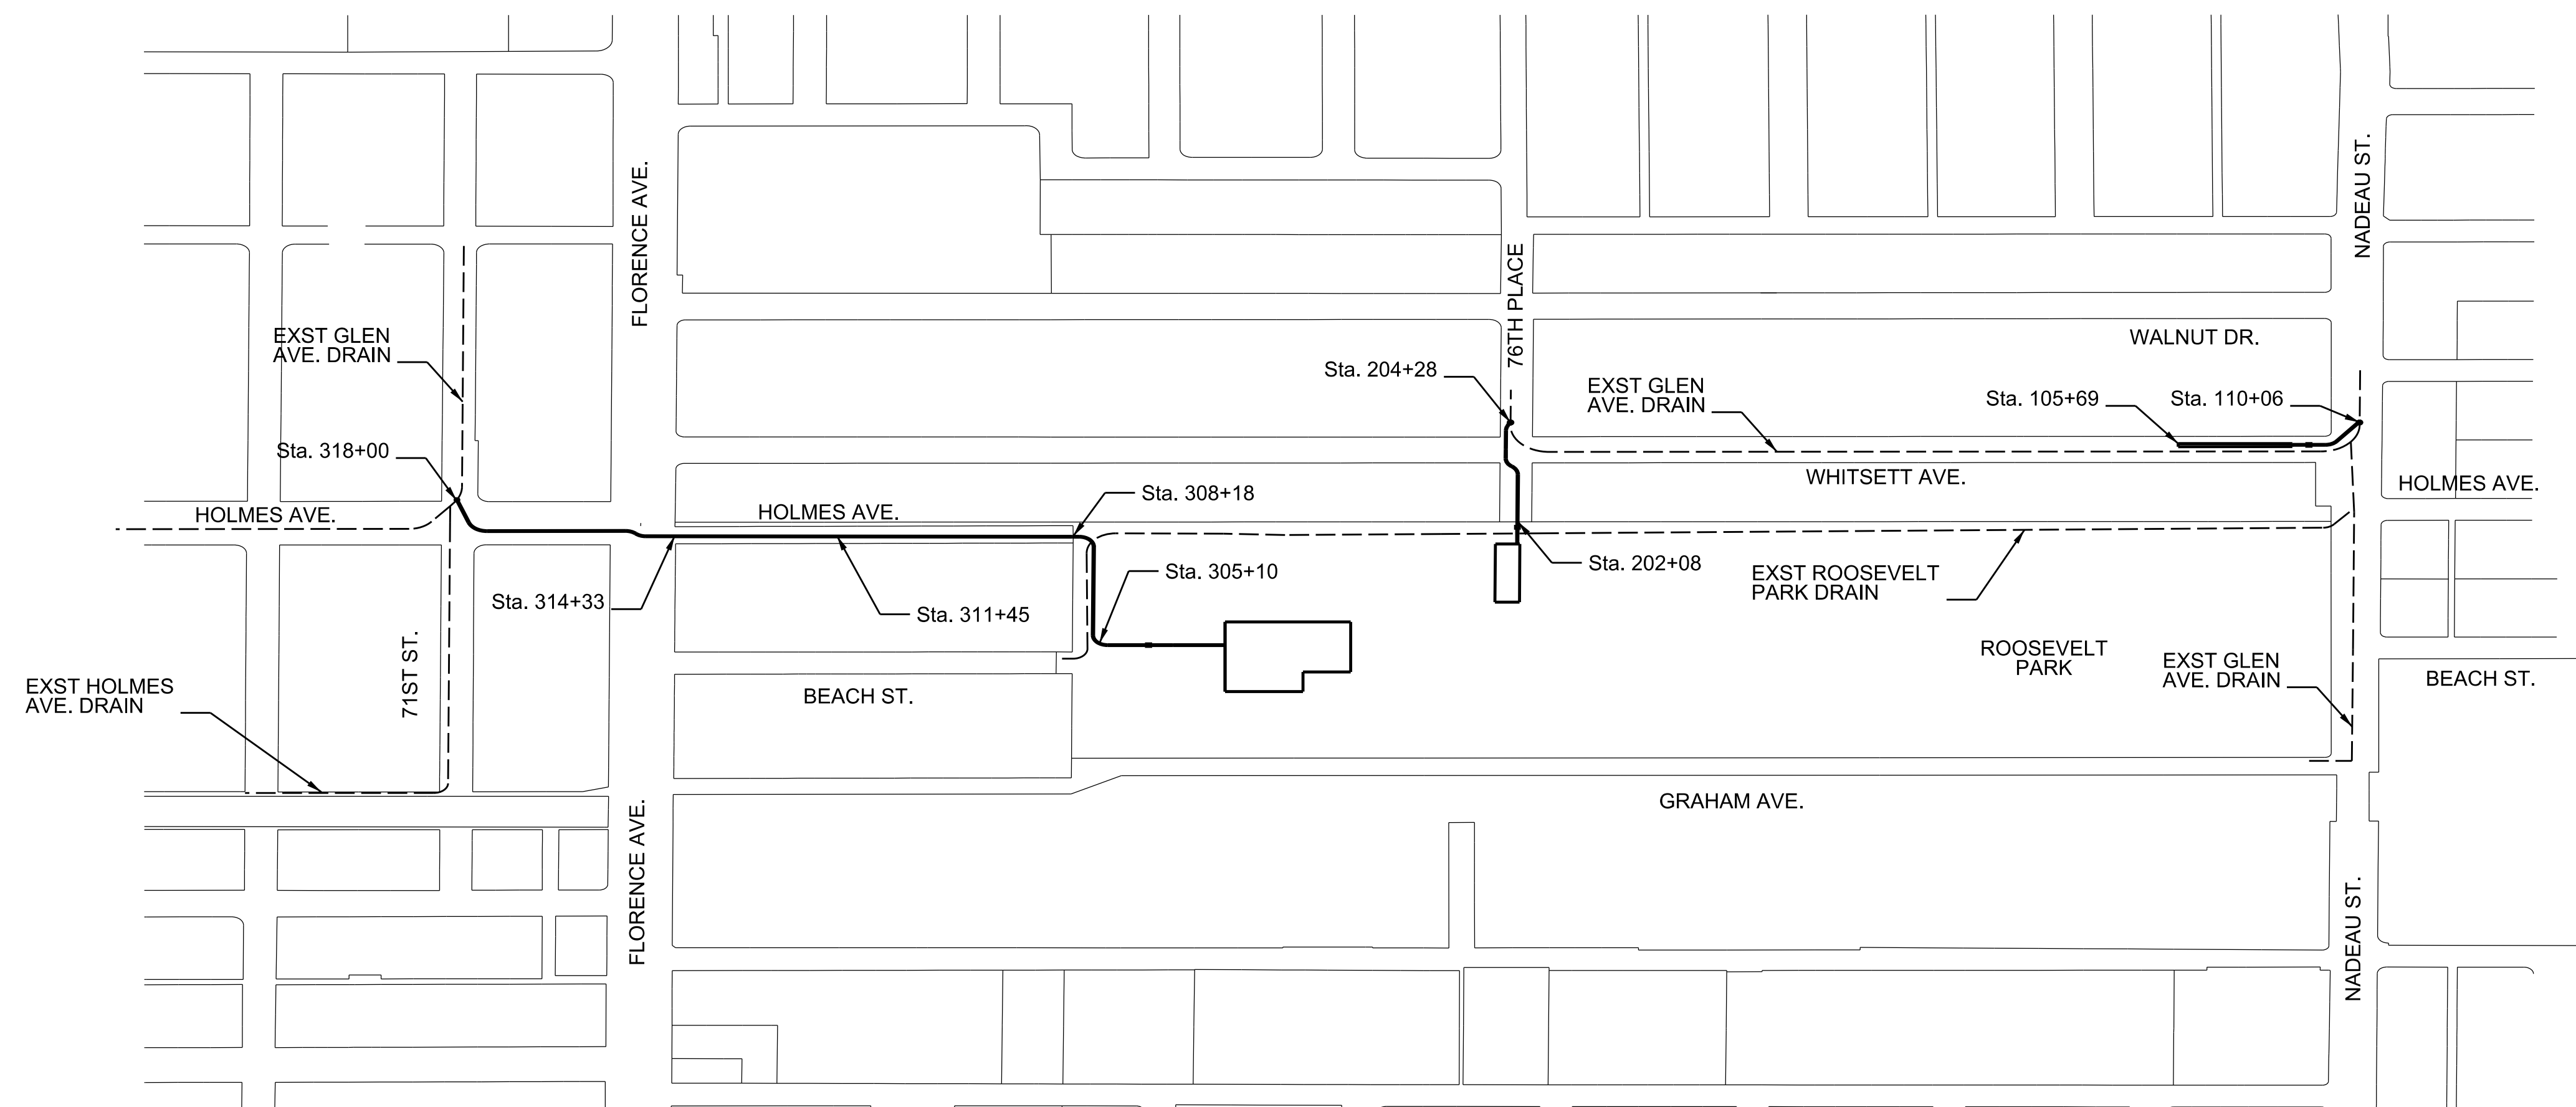 FLORENCE AVE.
NADEAU ST.
76TH PLACE
EXST GLEN
AVE. DRAIN
WALNUT DR.
Sta. 204+28
EXST GLEN
AVE. DRAIN
Sta. 105+69
Sta. 110+06
Sta. 318+00
WHITSETT AVE.
HOLMES AVE.
Sta. 308+18
HOLMES AVE.
HOLMES AVE.
Sta. 202+08
Sta. 305+10
EXST ROOSEVELT
PARK DRAIN
Sta. 314+33
Sta. 311+45
71ST ST.
ROOSEVELT
PARK
EXST GLEN
AVE. DRAIN
BEACH ST.
EXST HOLMES
AVE. DRAIN
BEACH ST.
GRAHAM AVE.
FLORENCE AVE.
NADEAU ST.